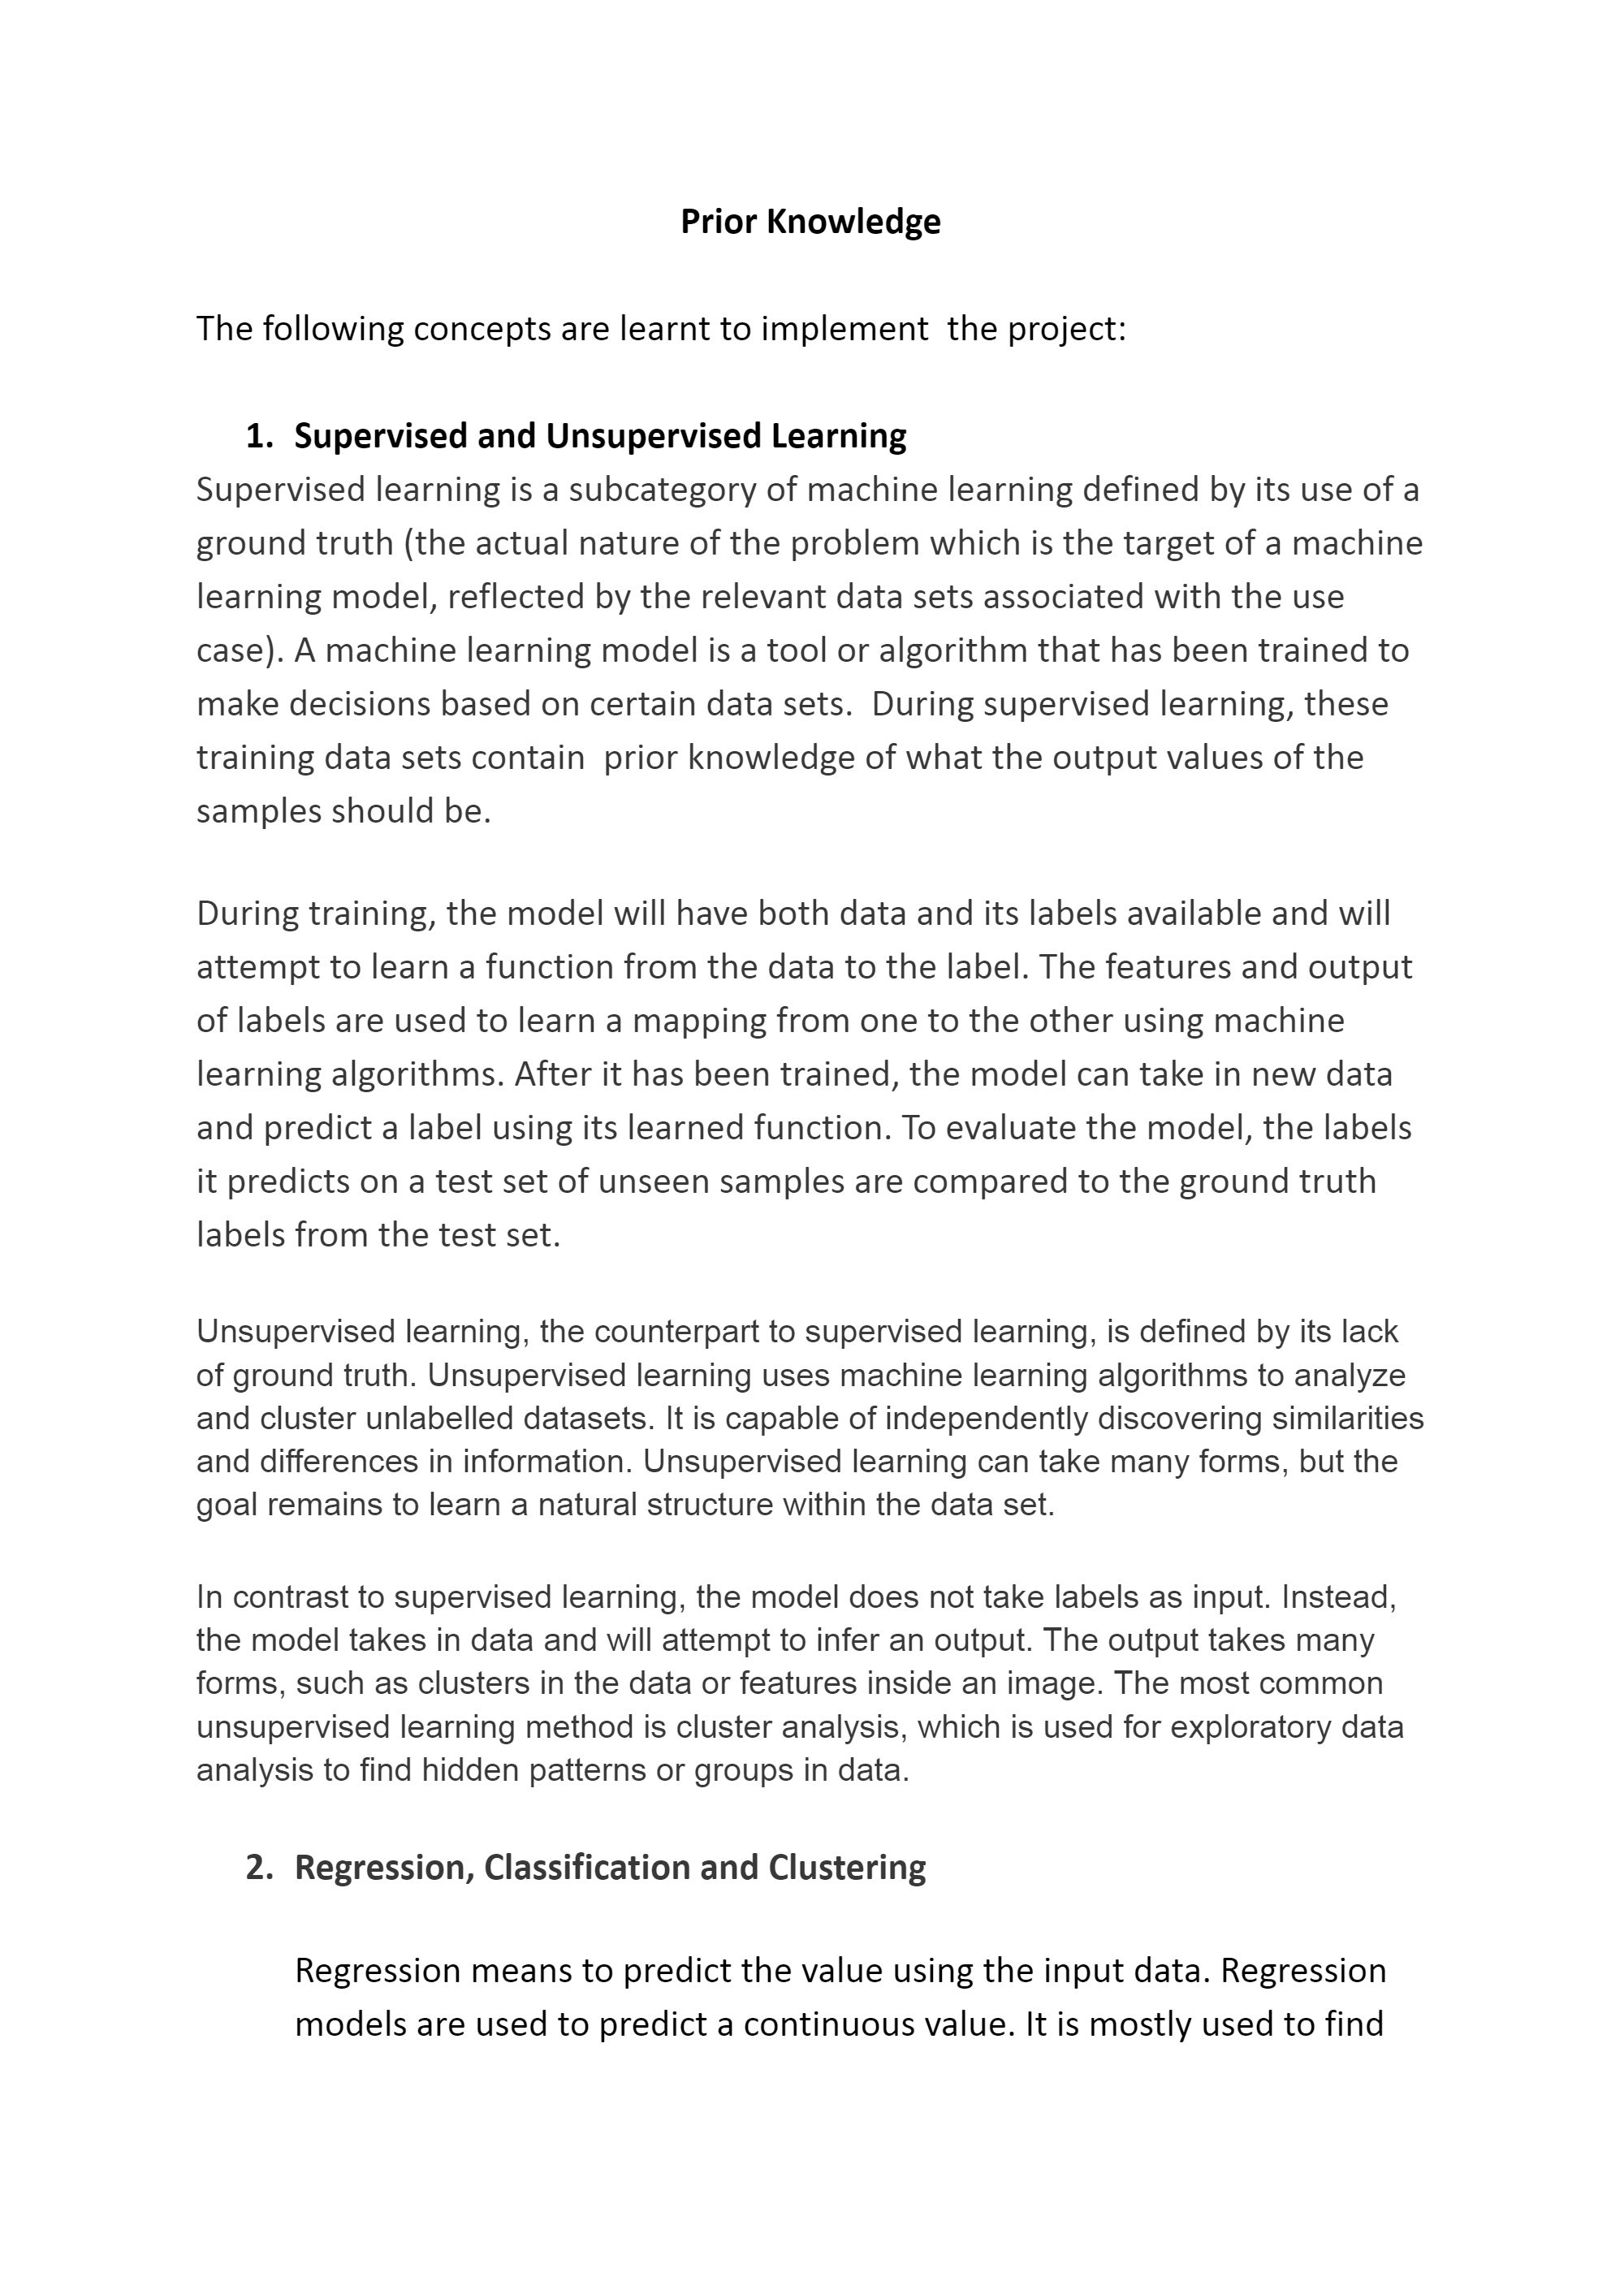 Prior Knowledge
The following concepts are learnt to implement  the project:
1. Supervised and Unsupervised Learning
Supervised learning is a subcategory of machine learning defined by its use of a
ground truth (the actual nature of the problem which is the target of a machine
learning model, reflected by the relevant data sets associated with the use
case). A machine learning model is a tool or algorithm that has been trained to
make decisions based on certain data sets.  During supervised learning, these
training data sets contain  prior knowledge of what the output values of the
samples should be.
During training, the model will have both data and its labels available and will
attempt to learn a function from the data to the label. The features and output
of labels are used to learn a mapping from one to the other using machine
learning algorithms. After it has been trained, the model can take in new data
and predict a label using its learned function. To evaluate the model, the labels
it predicts on a test set of unseen samples are compared to the ground truth
labels from the test set.
Unsupervised learning, the counterpart to supervised learning, is defined by its lack
of ground truth. Unsupervised learning uses machine learning algorithms to analyze
and cluster unlabelled datasets. It is capable of independently discovering similarities
and differences in information. Unsupervised learning can take many forms, but the
goal remains to learn a natural structure within the data set.
In contrast to supervised learning, the model does not take labels as input. Instead,
the model takes in data and will attempt to infer an output. The output takes many
forms, such as clusters in the data or features inside an image. The most common
unsupervised learning method is cluster analysis, which is used for exploratory data
analysis to find hidden patterns or groups in data.
2. Regression, Classification and Clustering
Regression means to predict the value using the input data. Regression
models are used to predict a continuous value. It is mostly used to find